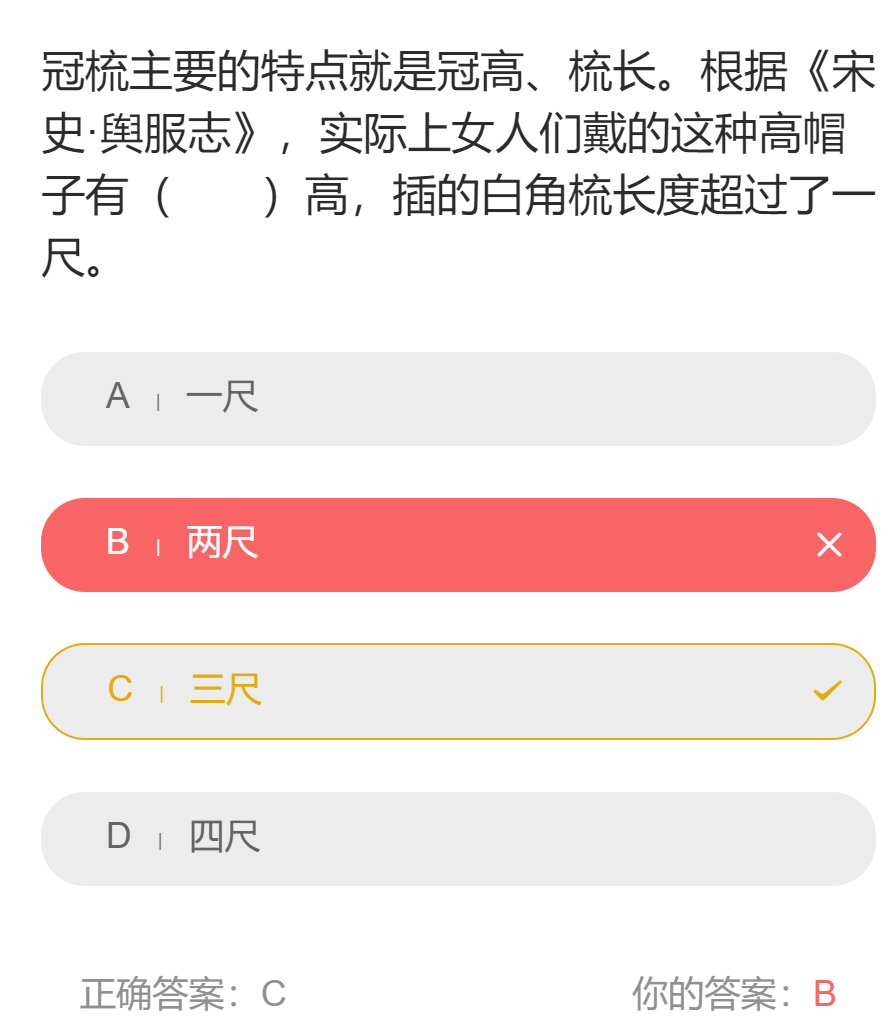 冠梳主要的特点就是冠高、梳长。根据《宋
史·舆服志》，实际上女人们戴的这种高帽
子有（　　）高，插的白角梳长度超过了一
尺。
A | 一尺
B | 两尺
C | 三尺
D | 四尺
正确答案：C 你的答案：B